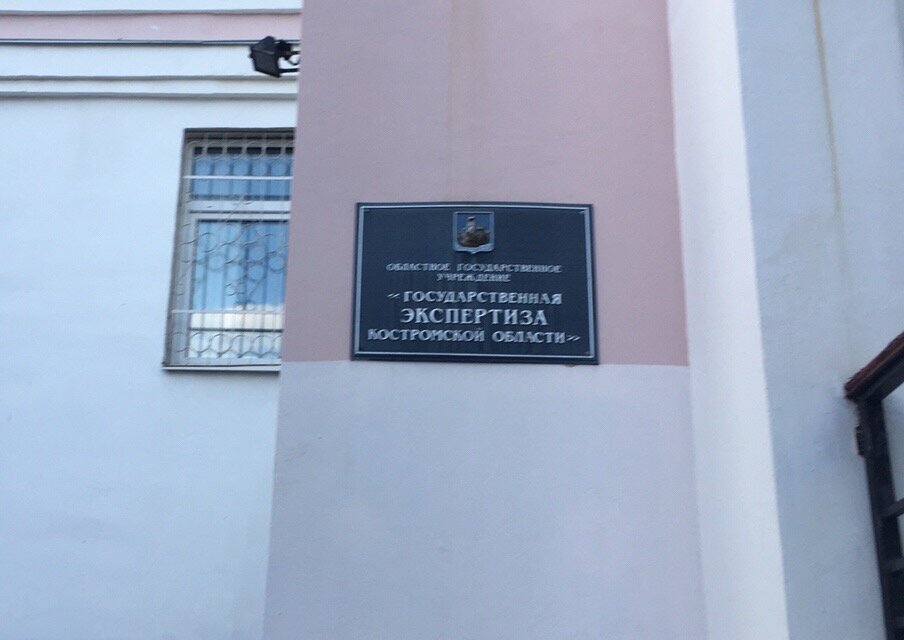 ОБЛАСТНОЕ ГОСУДАРСТВЕННОЕ
УЧРЕЖДЕНИЕ
«ГОСУДАРСТВЕННАЯ
ЭКСПЕРТИЗА
КОСТРОМСКОЙ ОБЛАСТИ»